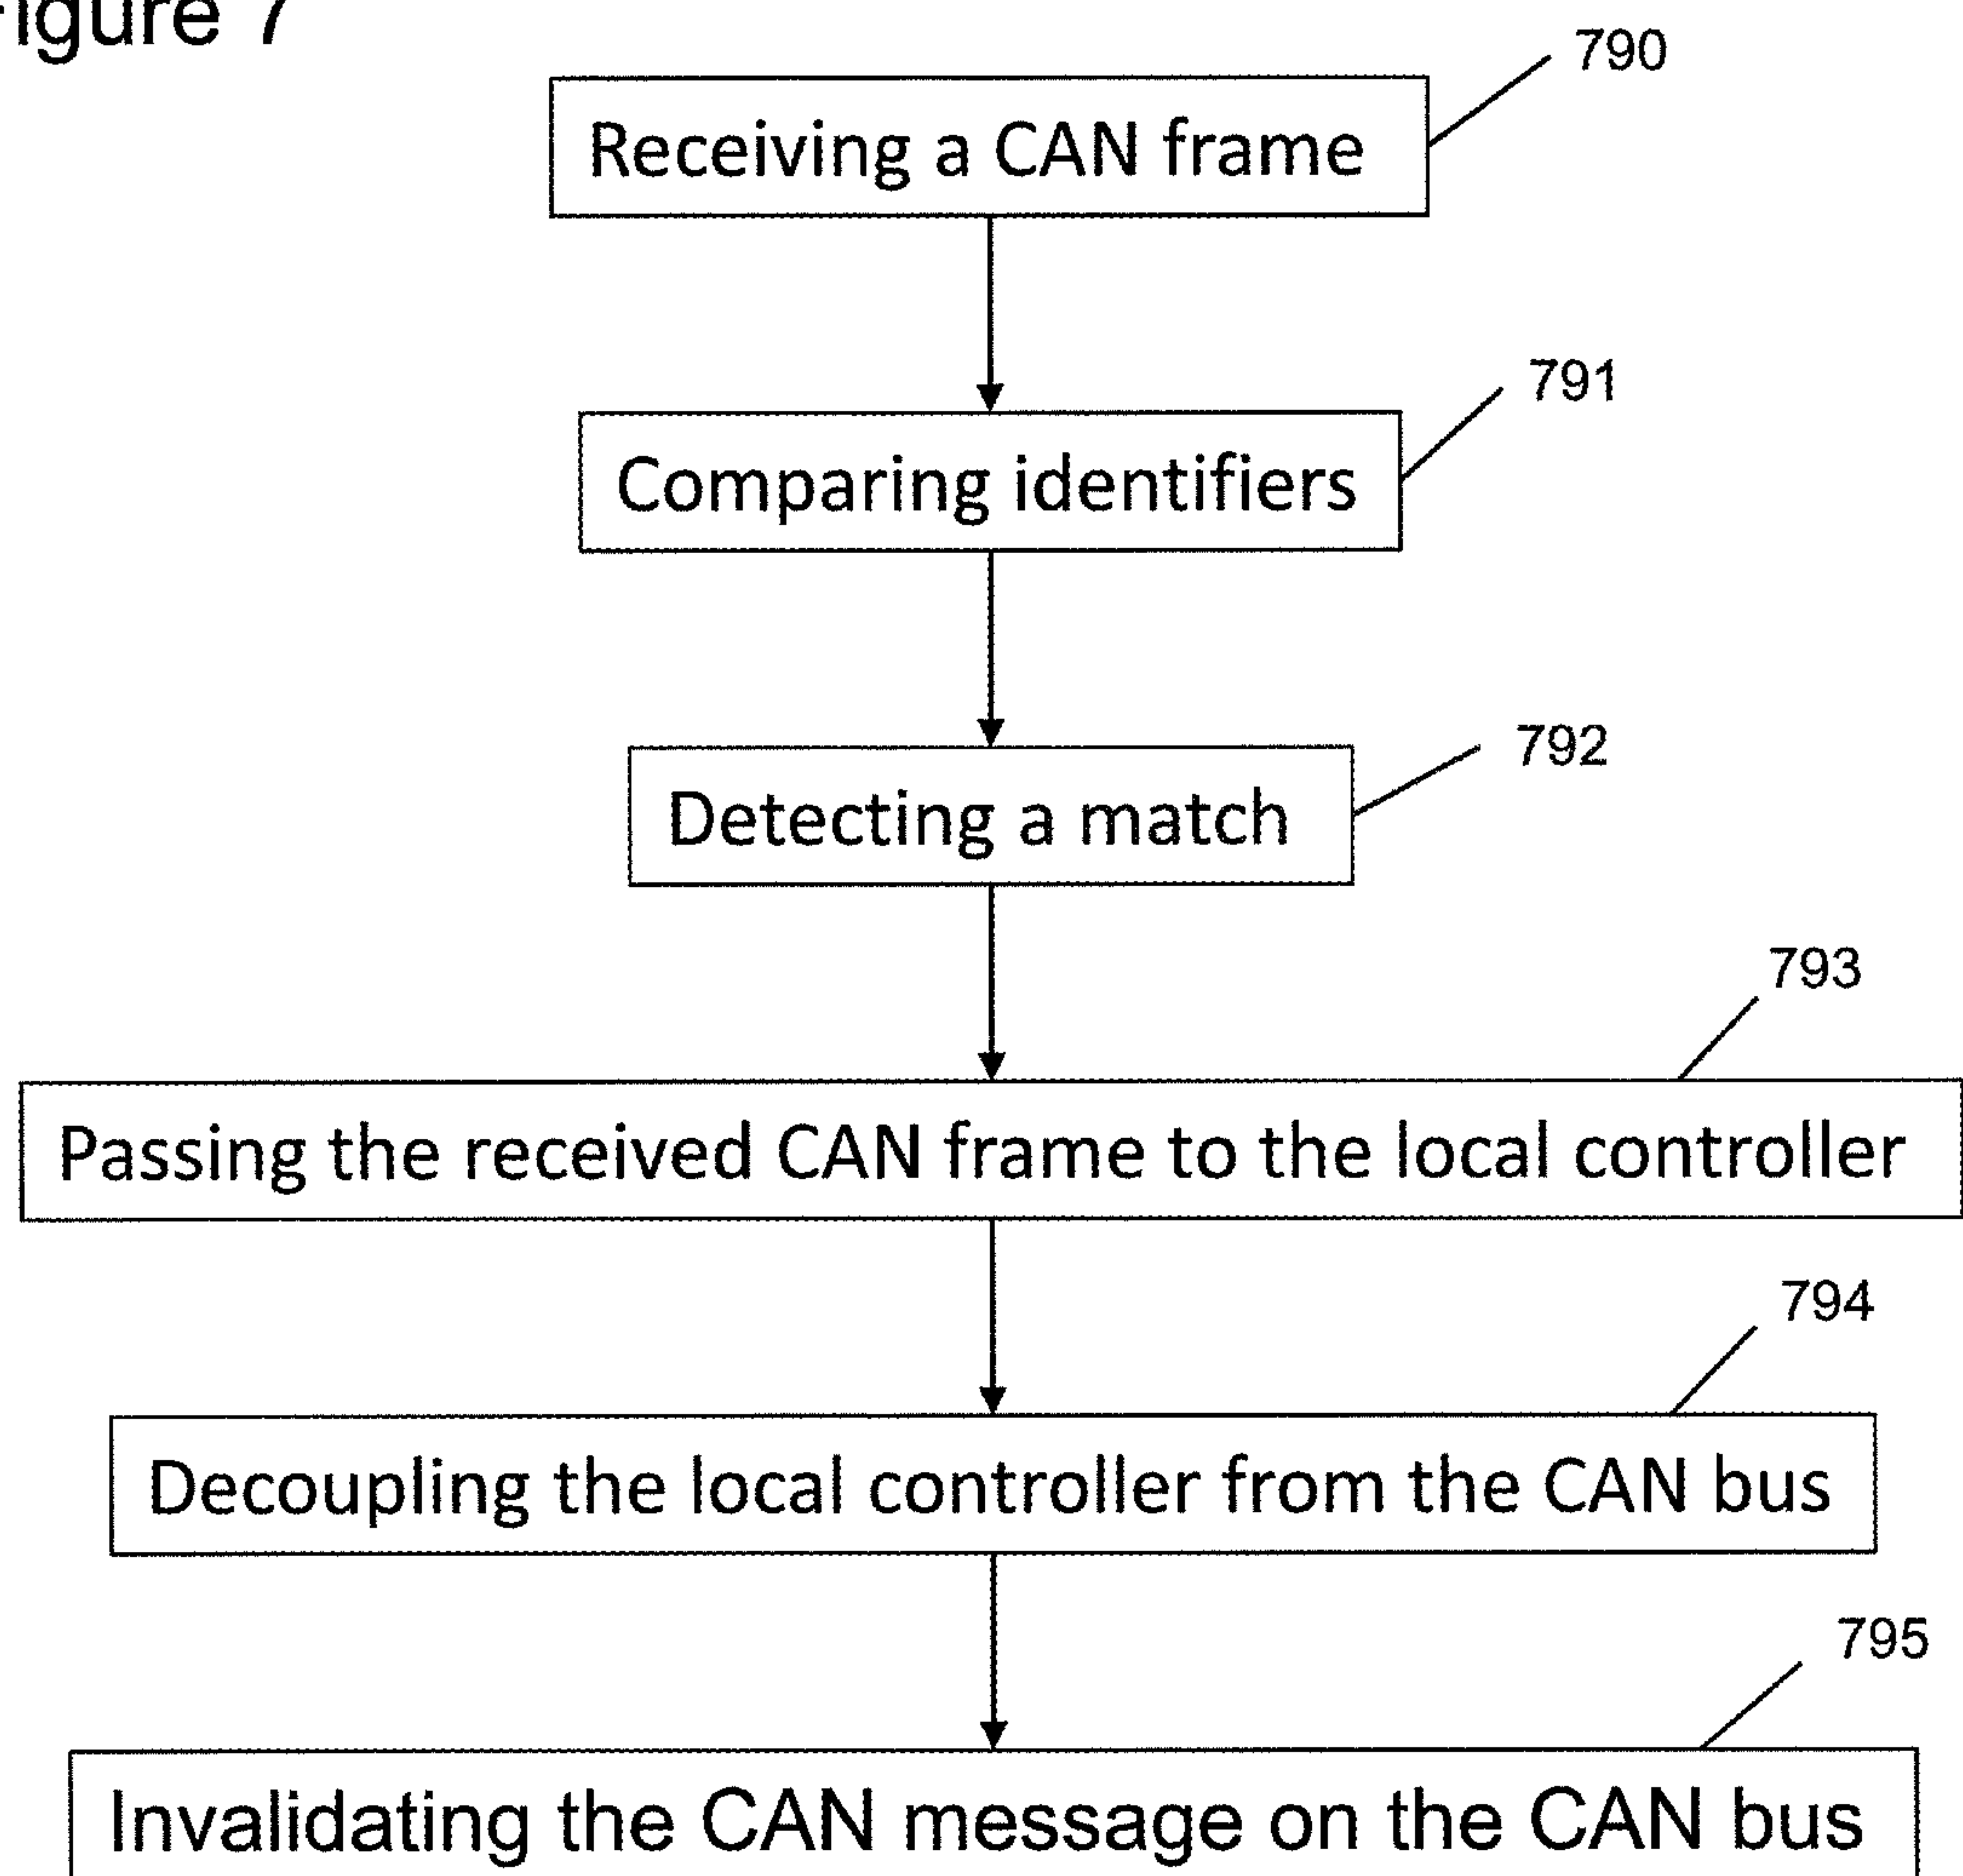 Figure 7
790
Receiving a CAN frame
791
Comparing identifiers
792
Detecting a match
793
Passing the received CAN frame to the local controller
794
Decoupling the local controller from the CAN bus
795
Invalidating the CAN message on the CAN bus